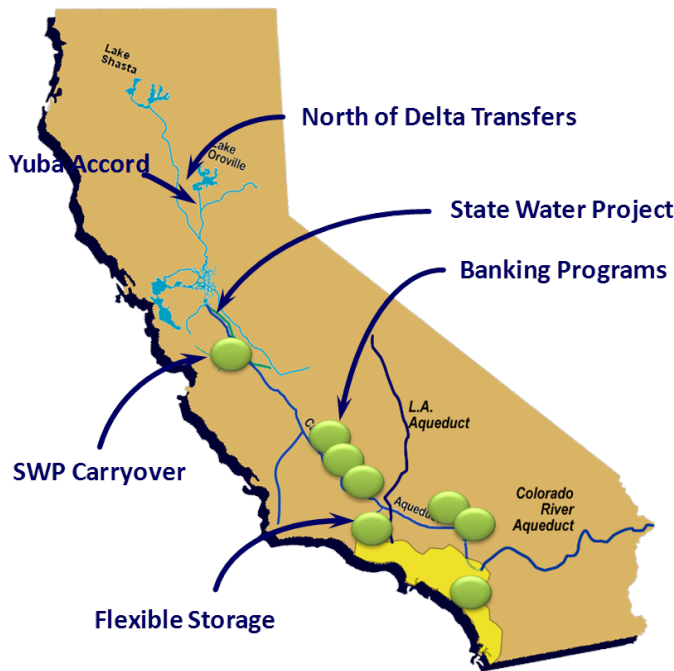 Lake
Shasta
North of Delta Transfers
Lake
Oroville
Yuba Accord
State Water Project
Banking Programs
L.A.
Aqueduct
SWP Carryover
Colorado
River
Aqueduct
Flexible Storage